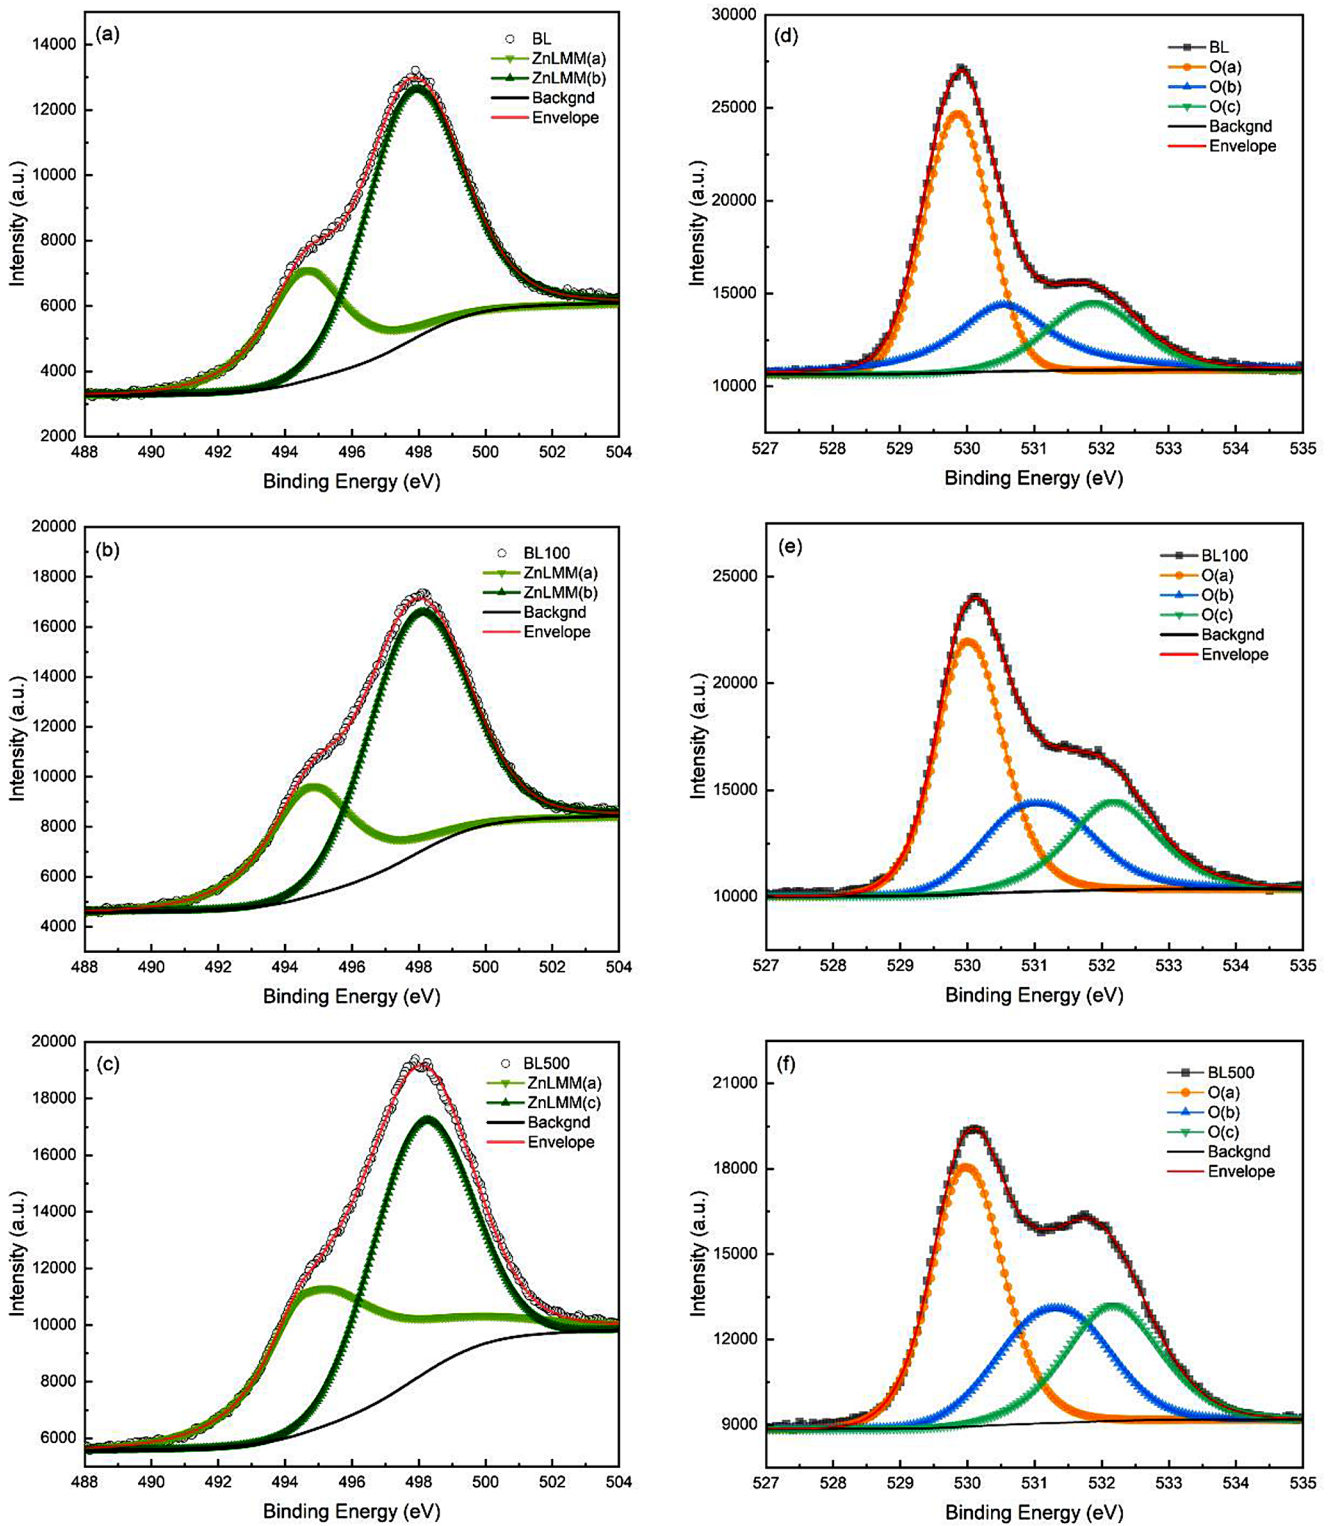 (a)
BL
ZnLMM(a)
ZnLMM(b)
Backgnd
Envelope
14000
12000
10000
8000
6000
4000
2000
Intensity (a.u.)
488 490 492 494 496 498 500 502 504
Binding Energy (eV)
(d)
BL
O(a)
O(b)
O(c)
Backgnd
Envelope
30000
25000
20000
15000
10000
Intensity (a.u.)
527 528 529 530 531 532 533 534 535
Binding Energy (eV)
(b)
BL100
ZnLMM(a)
ZnLMM(b)
Backgnd
Envelope
20000
18000
16000
14000
12000
10000
8000
6000
4000
Intensity (a.u.)
488 490 492 494 496 498 500 502 504
Binding Energy (eV)
(e)
BL100
O(a)
O(b)
O(c)
Backgnd
Envelope
25000
20000
15000
10000
Intensity (a.u.)
527 528 529 530 531 532 533 534 535
Binding Energy (eV)
(c)
BL500
ZnLMM(a)
ZnLMM(c)
Backgnd
Envelope
20000
18000
16000
14000
12000
10000
8000
6000
Intensity (a.u.)
488 490 492 494 496 498 500 502 504
Binding Energy (eV)
(f)
BL500
O(a)
O(b)
O(c)
Backgnd
Envelope
21000
18000
15000
12000
9000
Intensity (a.u.)
527 528 529 530 531 532 533 534 535
Binding Energy (eV)